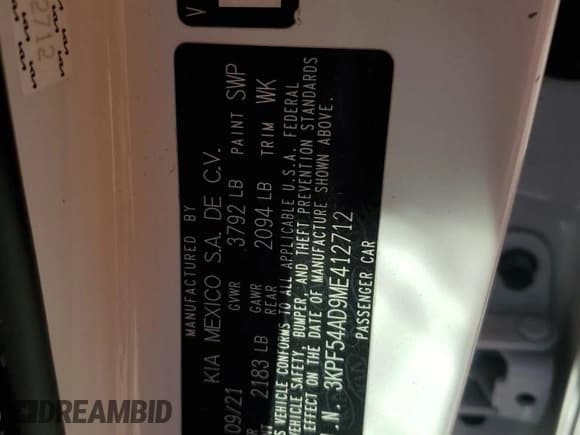 MANUFACTURED BY
KIA MEXICO S.A. DE C.V.
09/21 GVWR 3792 LB PAINT SWP
GAWR
2183 LB REAR 2094 LB TRIM WK
VEHICLE CONFORMS TO ALL APPLICABLE U.S.A. FEDERAL
VEHICLE SAFETY, BUMPER, AND THEFT PREVENTION STANDARDS
EFFECT ON THE DATE OF MANUFACTURE SHOWN ABOVE.
I.N. 3KPF54AD9ME412712
PASSENGER CAR
2712
V
DREAMBID